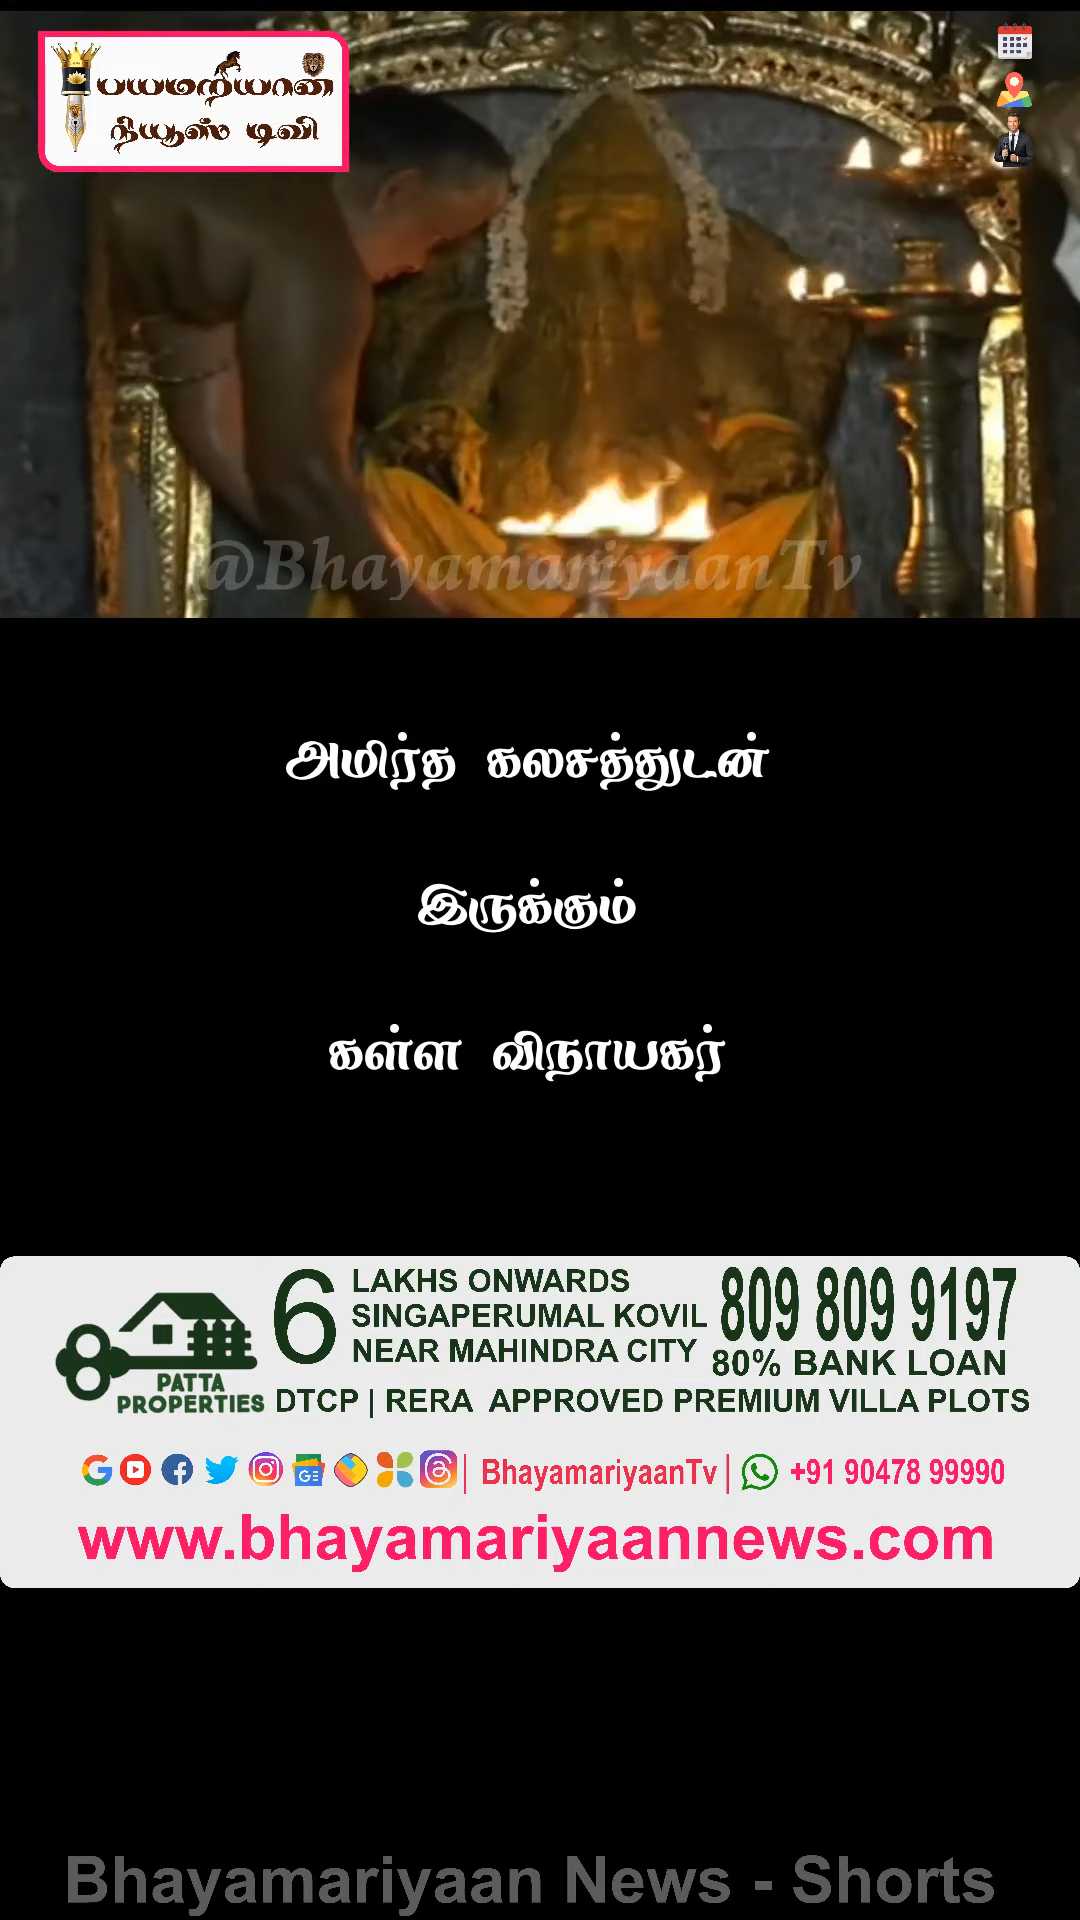 பயமறியான்
நியூஸ் டிவி
@BhayamariyaanTv
அமிர்த கலசத்துடன்
இருக்கும்
கள்ள விநாயகர்
6 LAKHS ONWARDS
SINGAPERUMAL KOVIL
NEAR MAHINDRA CITY
809 809 9197
80% BANK LOAN
PATTA
PROPERTIES
DTCP | RERA APPROVED PREMIUM VILLA PLOTS
| BhayamariyaanTv | +91 90478 99990
www.bhayamariyaannews.com
Bhayamariyaan News - Shorts